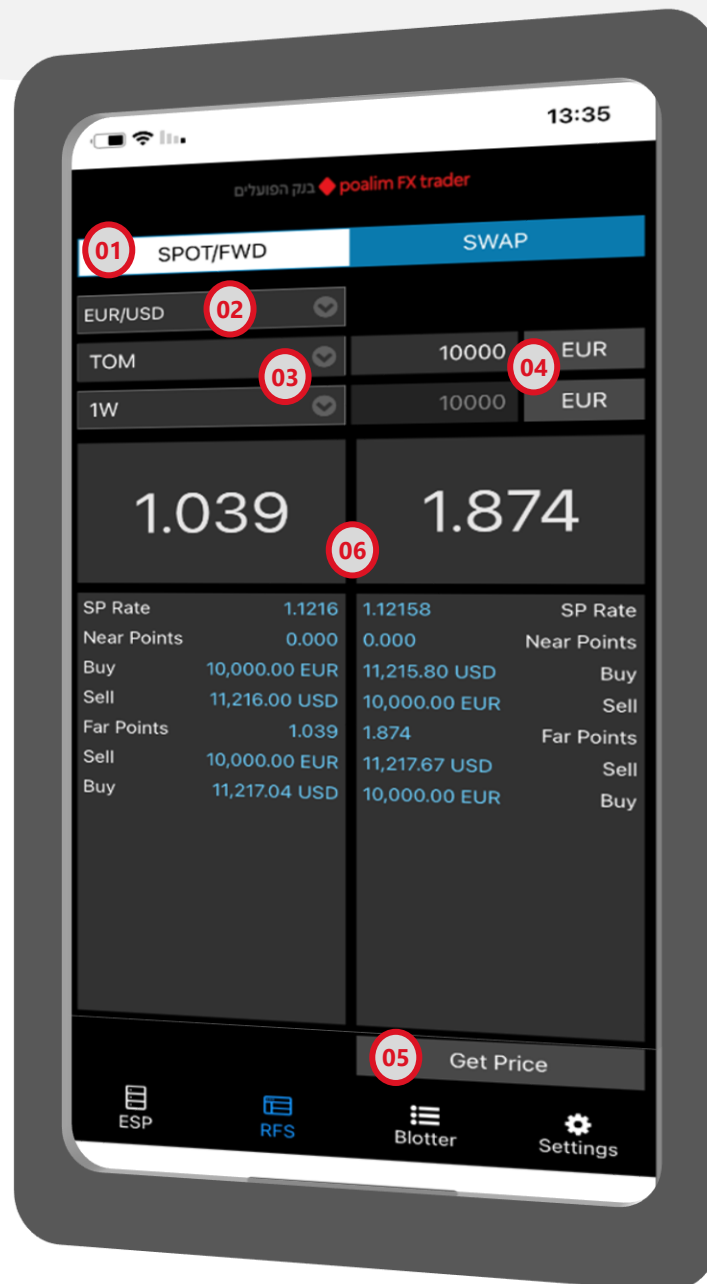 13:35
בנק הפועלים poalim FX trader
01 SPOT/FWD SWAP
EUR/USD 02
TOM 10000 EUR
03 04
1W 10000 EUR
1.039 1.874
06
SP Rate 1.1216 1.12158 SP Rate
Near Points 0.000 0.000 Near Points
Buy 10,000.00 EUR 11,215.80 USD Buy
Sell 11,216.00 USD 10,000.00 EUR Sell
Far Points 1.039 1.874 Far Points
Sell 10,000.00 EUR 11,217.67 USD Sell
Buy 11,217.04 USD 10,000.00 EUR Buy
05 Get Price
ESP RFS Blotter Settings